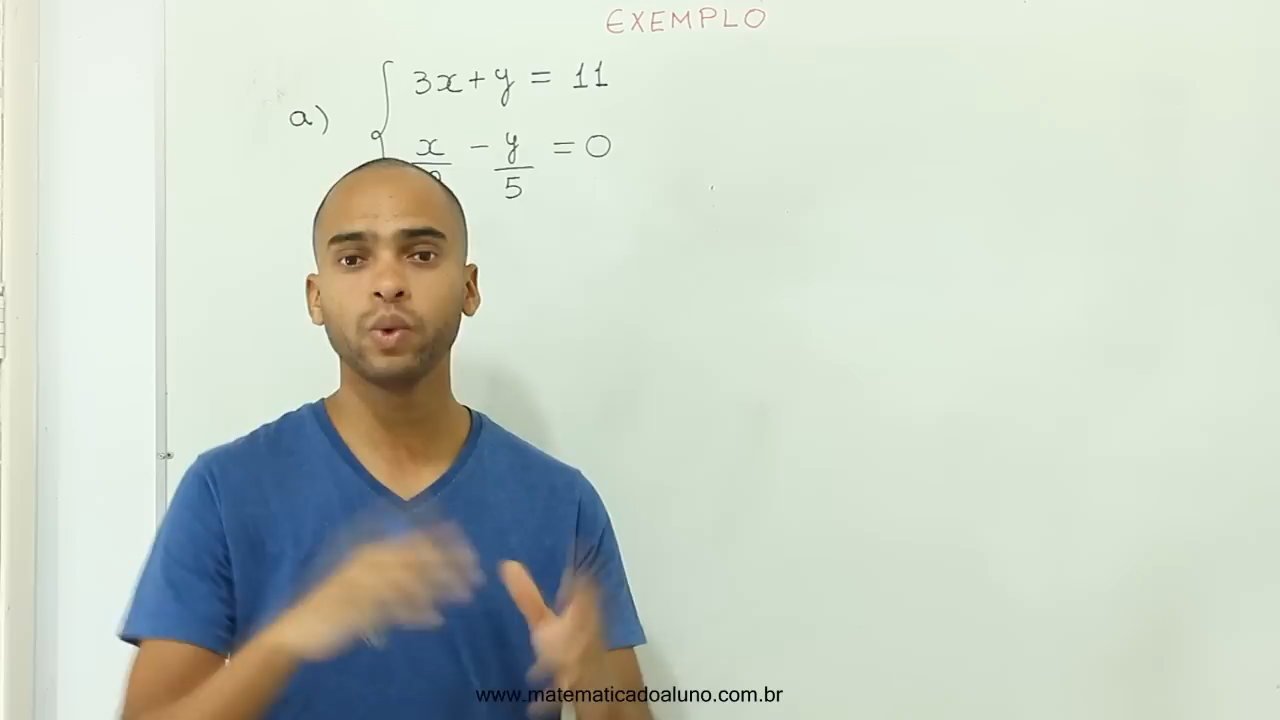 EXEMPLO
a) 3x + y = 11
x/ - y/5 = 0
www.matematicadoaluno.com.br